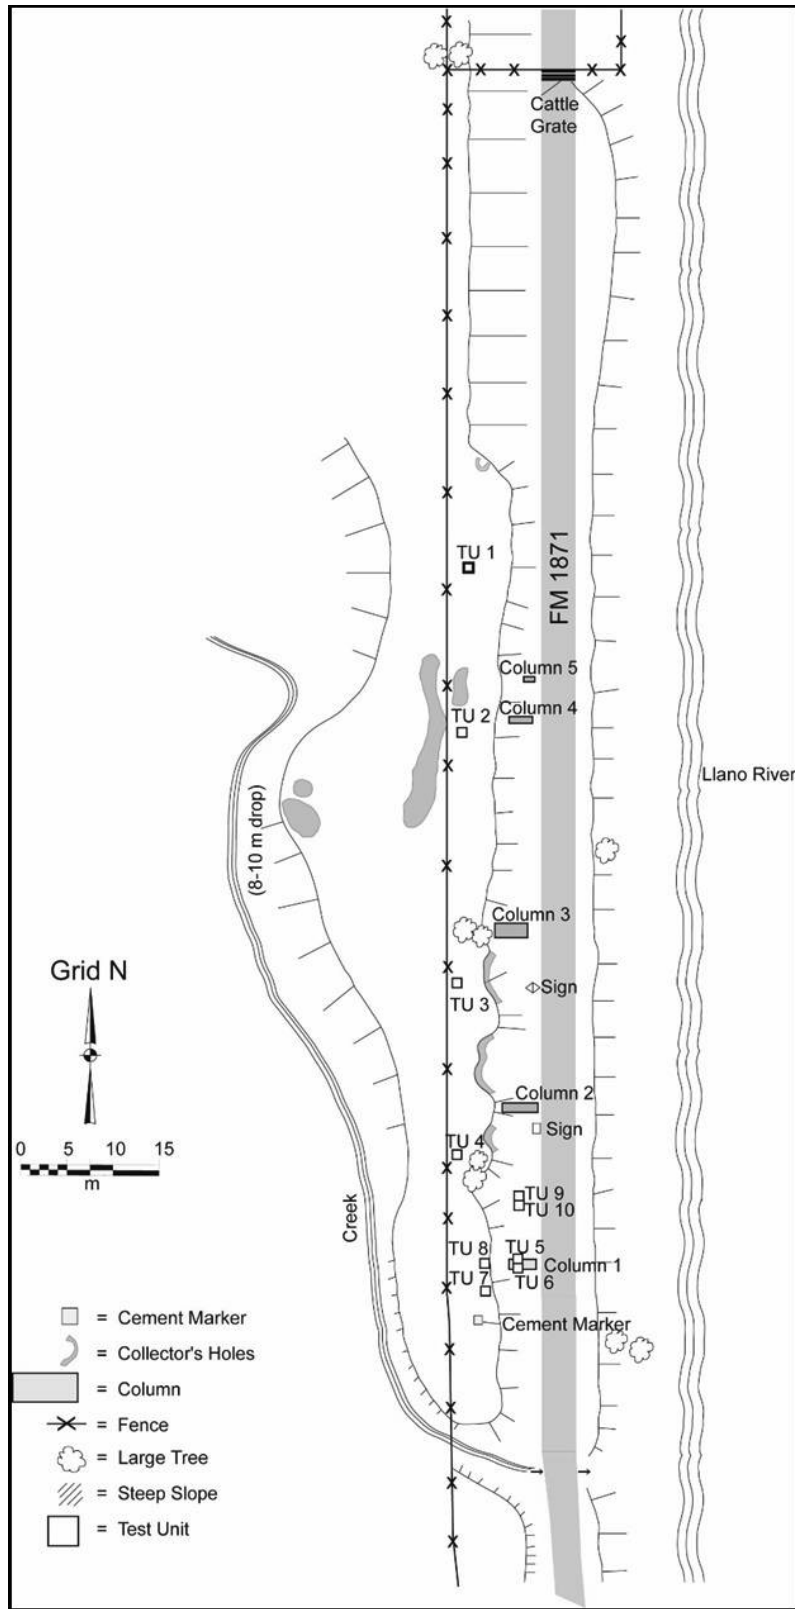 Cattle
Grate
FM 1871
TU 1
Column 5
TU 2
Column 4
Llano River
(8-10 m drop)
Column 3
Grid N
TU 3
Sign
Column 2
Sign
TU 4
0 5 10 15
m
TU 9
TU 10
Creek
TU 8
TU 5
Column 1
TU 7
TU 6
Cement Marker
= Cement Marker
= Collector's Holes
= Column
= Fence
= Large Tree
= Steep Slope
= Test Unit